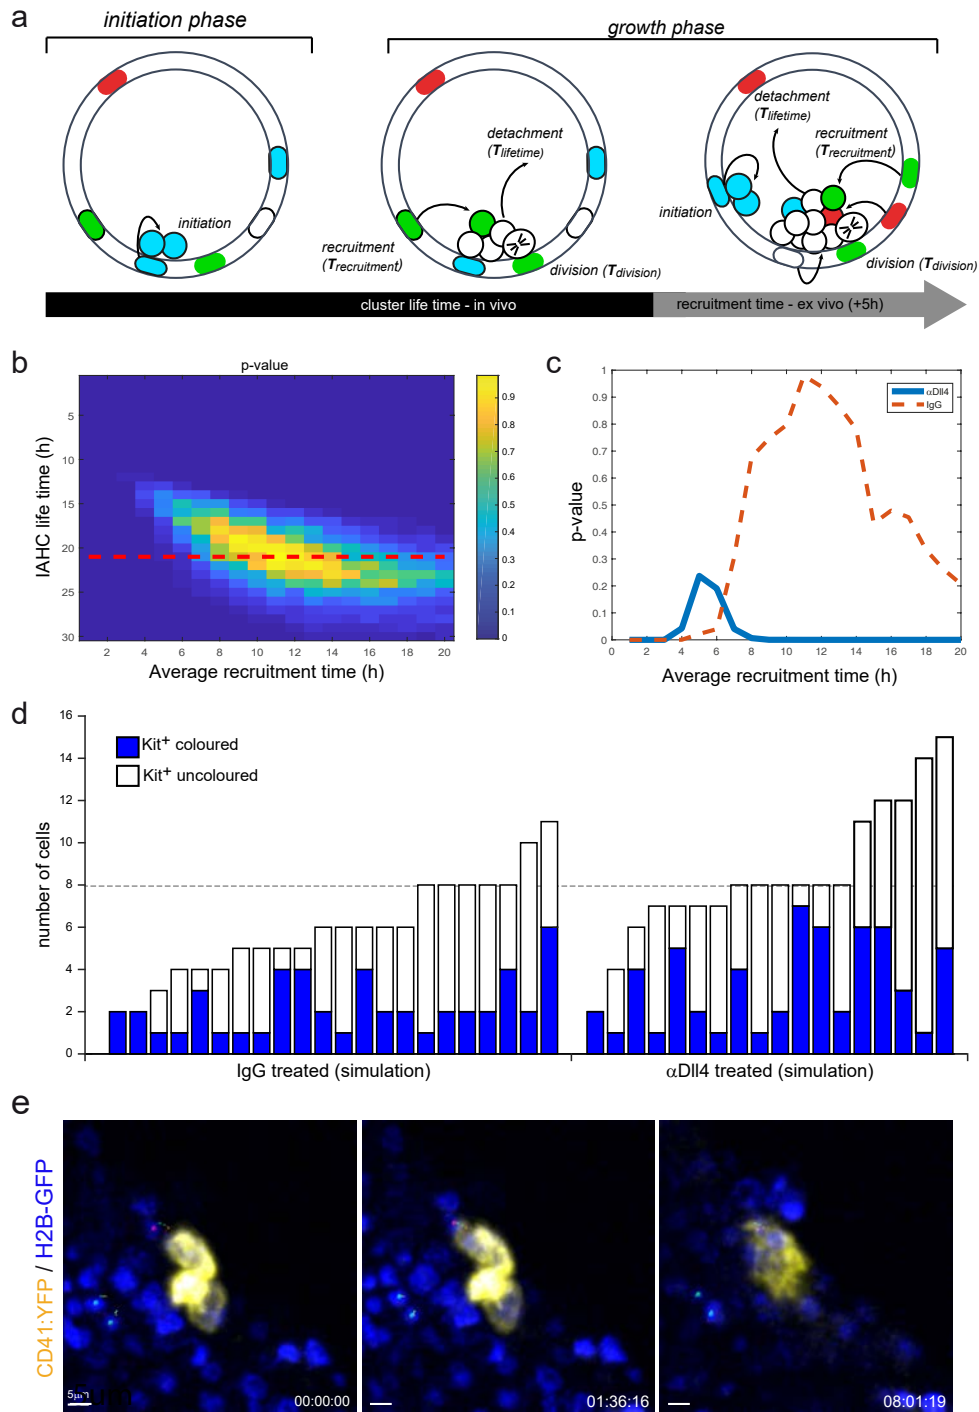 a
initiation phase
growth phase
initiation
detachment
(Tlifetime)
recruitment
(Trecruitment)
division (Tdivision)
detachment
(Tlifetime)
recruitment
(Trecruitment)
initiation
division (Tdivision)
cluster life time - in vivo
recruitment time - ex vivo (+5h)
b
p-value
IAHC life time (h)
5
10
15
20
25
30
2 4 6 8 10 12 14 16 18 20
Average recruitment time (h)
0.9
0.8
0.7
0.6
0.5
0.4
0.3
0.2
0.1
0
c
αDll4
IgG
p-value
1
0.9
0.8
0.7
0.6
0.5
0.4
0.3
0.2
0.1
0
0 2 4 6 8 10 12 14 16 18 20
Average recruitment time (h)
d
Kit+ coloured
Kit+ uncoloured
number of cells
16
14
12
10
8
6
4
2
0
IgG treated (simulation)
αDll4 treated (simulation)
e
CD41:YFP / H2B-GFP
5μm
00:00:00
01:36:16
08:01:19